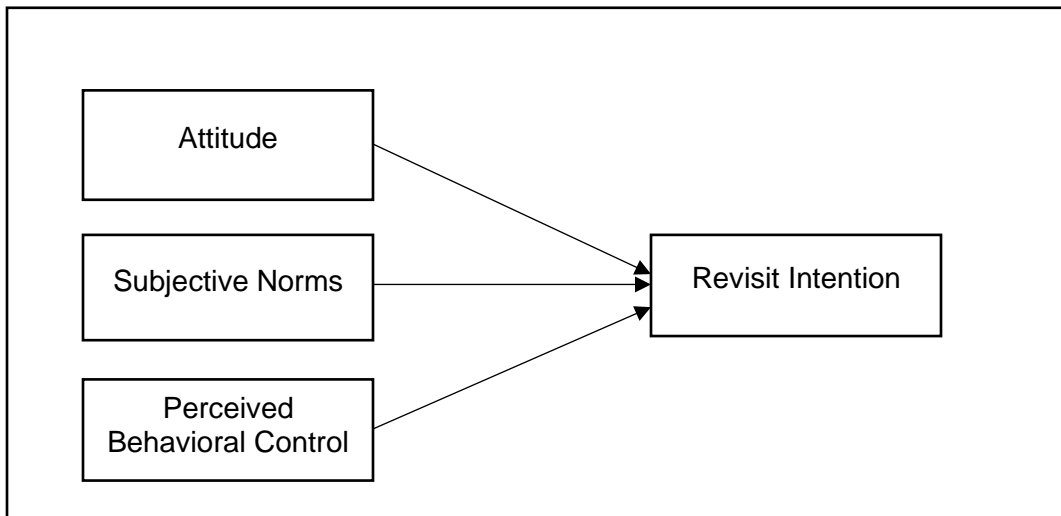 Attitude
Subjective Norms
Revisit Intention
Perceived
Behavioral Control